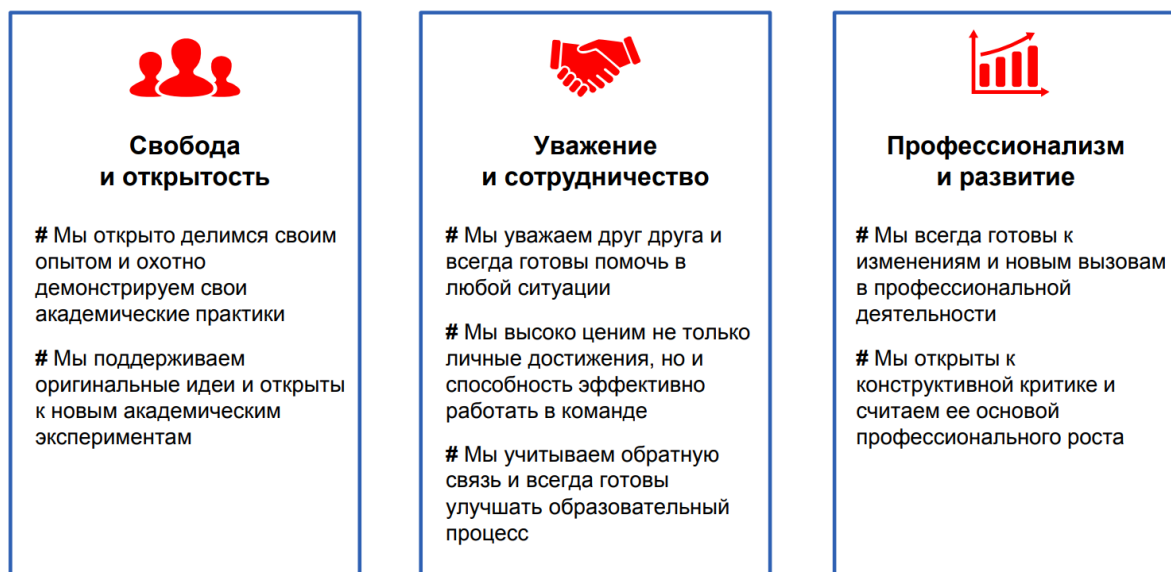 Свобода
и открытость
# Мы открыто делимся своим
опытом и охотно
демонстрируем свои
академические практики
# Мы поддерживаем
оригинальные идеи и открыты
к новым академическим
экспериментам
Уважение
и сотрудничество
# Мы уважаем друг друга и
всегда готовы помочь в
любой ситуации
# Мы высоко ценим не только
личные достижения, но и
способность эффективно
работать в команде
# Мы учитываем обратную
связь и всегда готовы
улучшать образовательный
процесс
Профессионализм
и развитие
# Мы всегда готовы к
изменениям и новым вызовам
в профессиональной
деятельности
# Мы открыты к
конструктивной критике и
считаем ее основой
профессионального роста